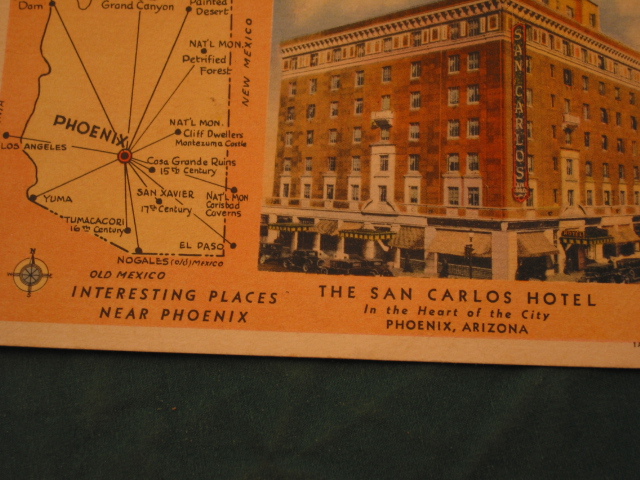 Dam
Grand Canyon
Painted
Desert
NAT'L MON.
Petrified
Forest
NEW MEXICO
PHOENIX
NAT'L MON.
Cliff Dwellers
Montezuma Castle
LOS ANGELES
Casa Grande Ruins
15th Century
YUMA
SAN XAVIER
17th Century
NAT'L MON
Carlsbad
Caverns
TUMACACORI
16th Century
EL PASO
NOGALES (Old) MEXICO
N
OLD MEXICO
INTERESTING PLACES
NEAR PHOENIX
SAN CARLOS
THE SAN CARLOS HOTEL
In the Heart of the City
PHOENIX, ARIZONA